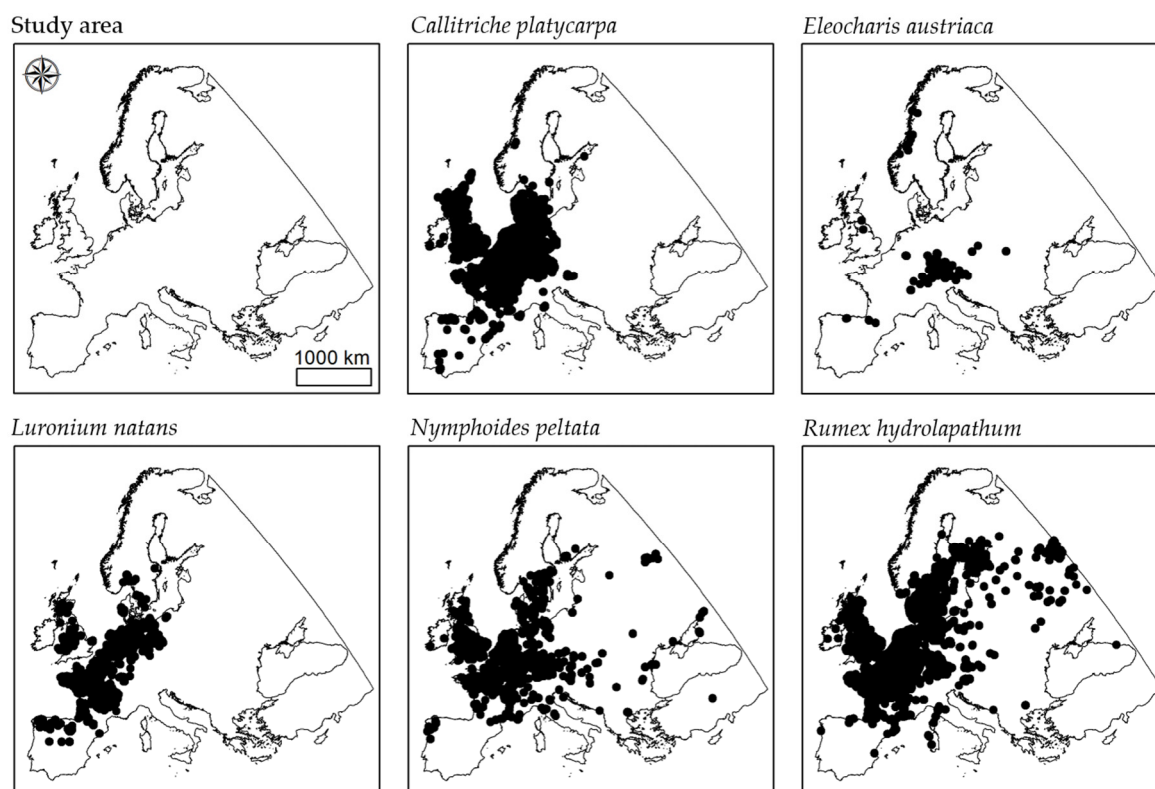 Study area
Callitriche platycarpa
Eleocharis austriaca
1000 km
Luronium natans
Nymphoides peltata
Rumex hydrolapathum